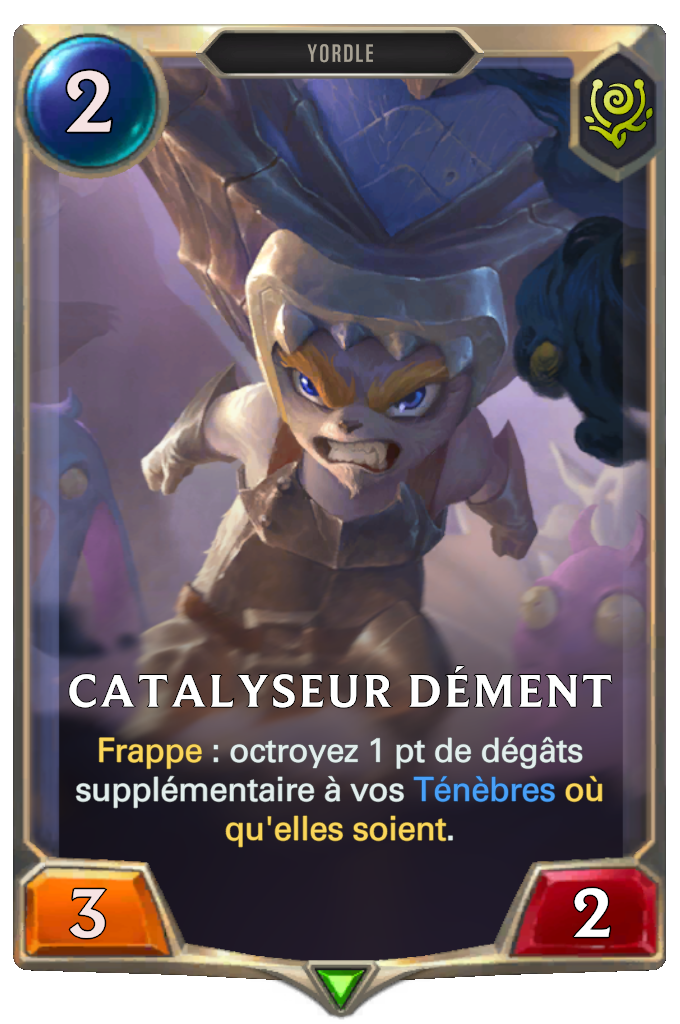 2
YORDLE
CATALYSEUR DÉMENT
Frappe : octroyez 1 pt de dégâts
supplémentaire à vos Ténèbres où
qu'elles soient.
3
2